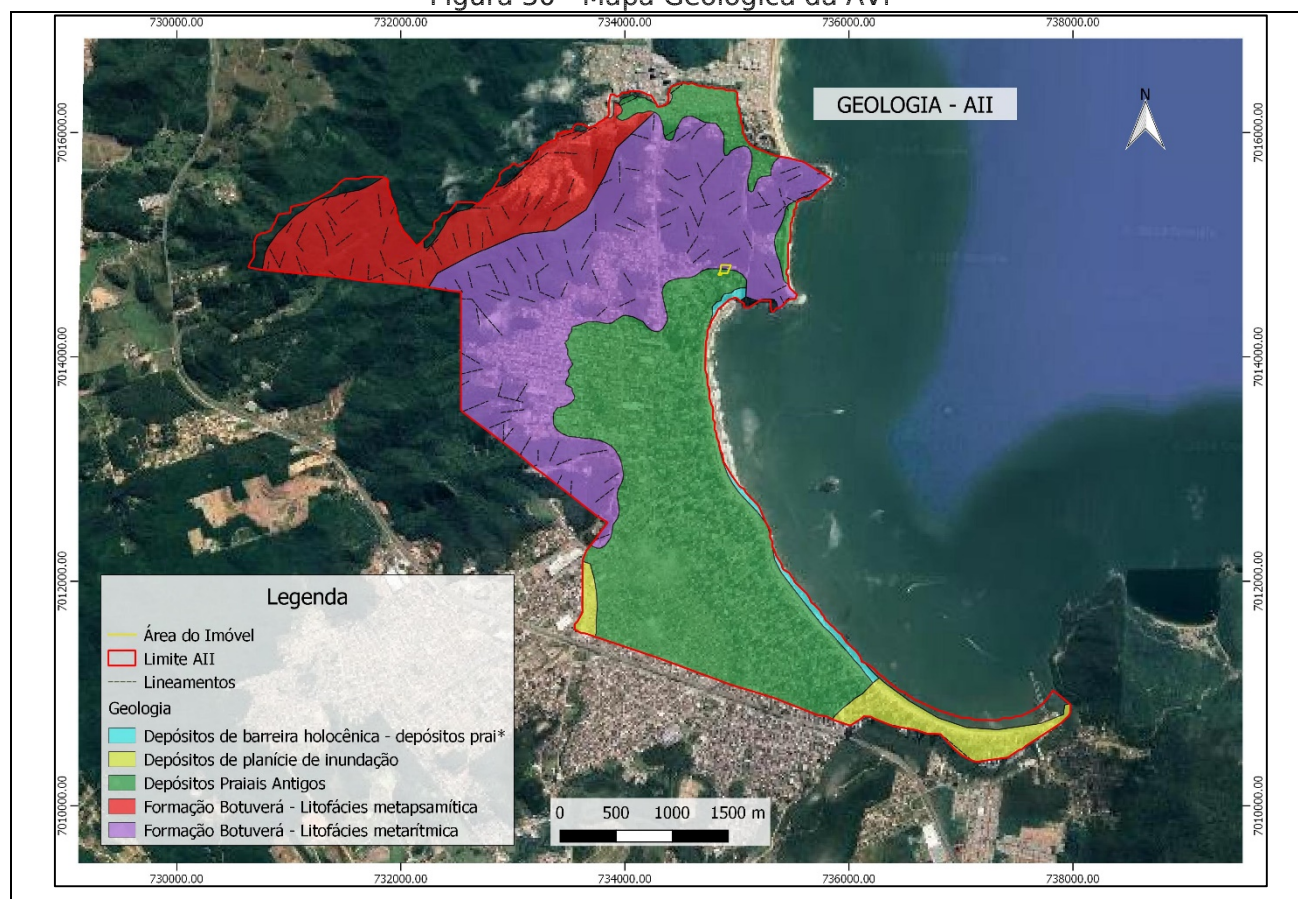 Figura 36 - Mapa Geológica da AVI
730000.00 732000.00 734000.00 736000.00 738000.00
GEOLOGIA - AII
N
7016000.00 7016000.00
7014000.00 7014000.00
7012000.00 7012000.00
7010000.00 7010000.00
Legenda
Área do Imóvel
Limite AII
Lineamentos
Geologia
Depósitos de barreira holocênica - depósitos prai*
Depósitos de planície de inundação
Depósitos Praiais Antigos
Formação Botuverá - Litofácies metapsamítica
Formação Botuverá - Litofácies metarítmica
0 500 1000 1500 m
730000.00 732000.00 734000.00 736000.00 738000.00